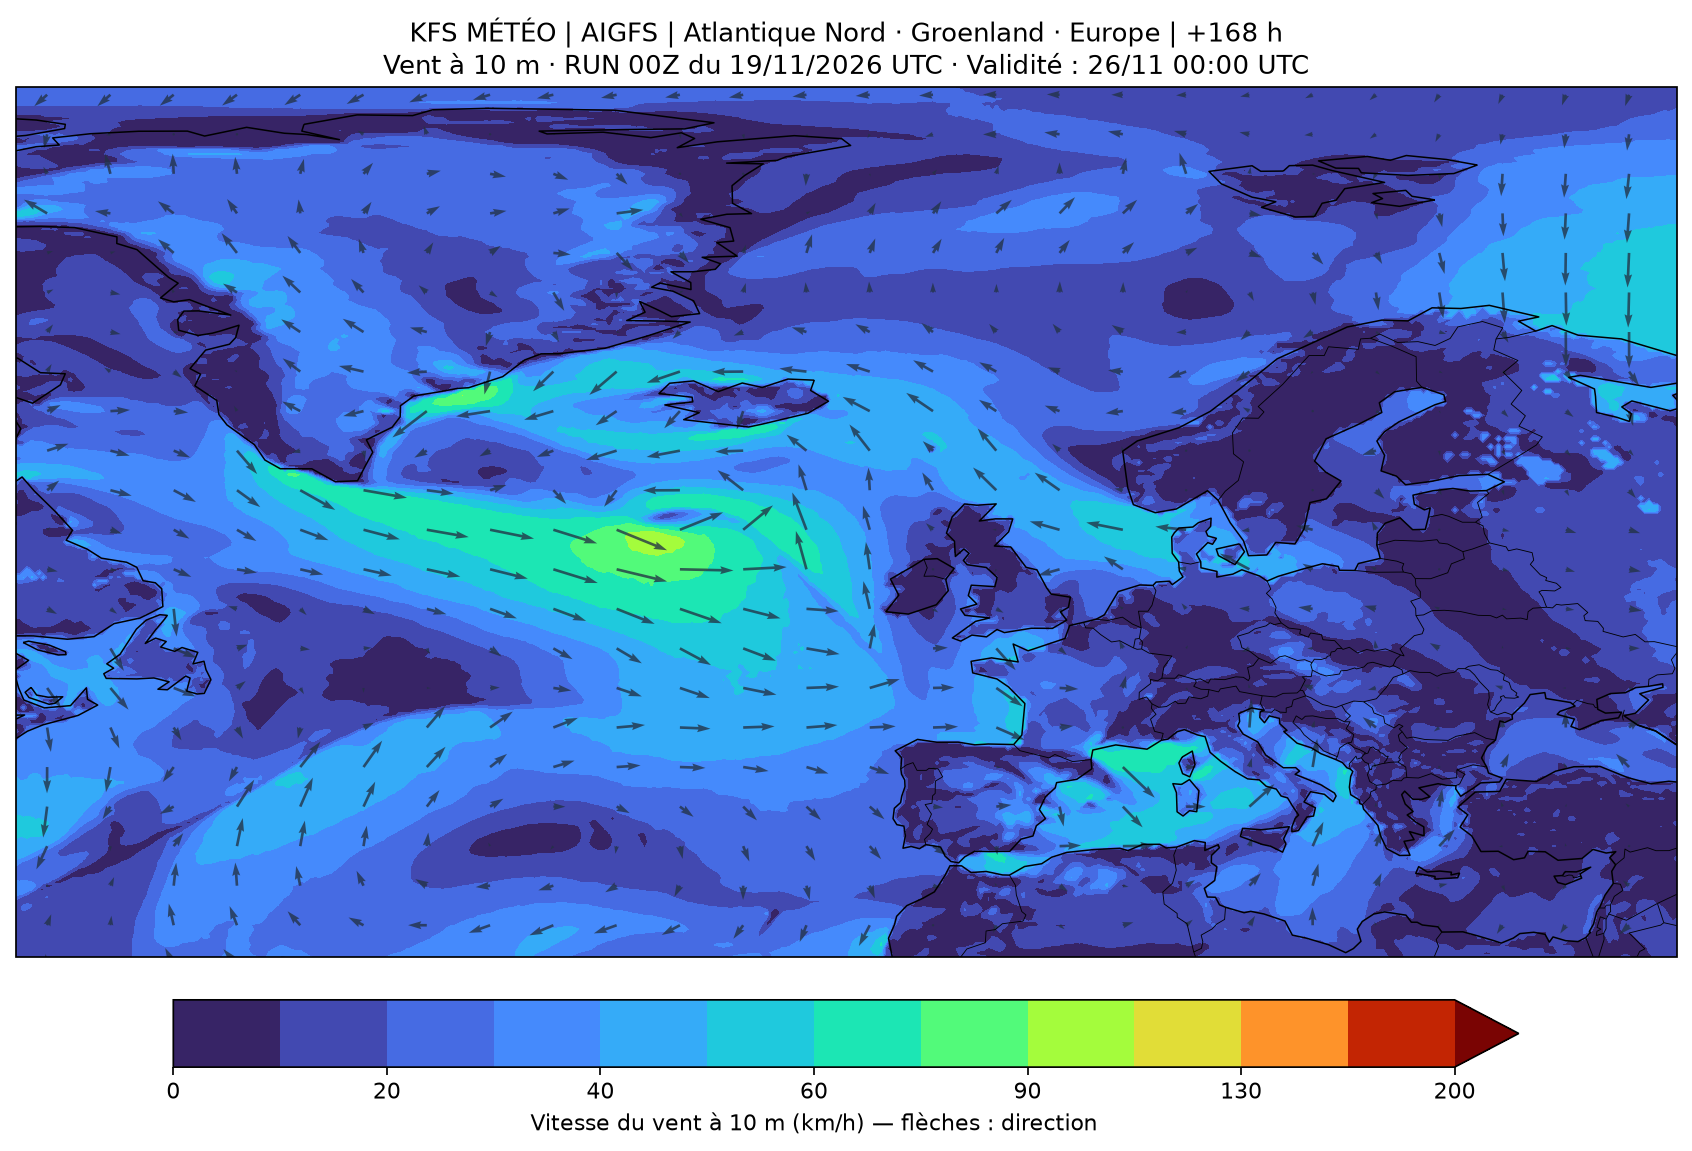 KFS MÉTÉO | AIGFS | Atlantique Nord · Groenland · Europe | +168 h
Vent à 10 m · RUN 00Z du 19/11/2026 UTC · Validité : 26/11 00:00 UTC
0 20 40 60 90 130 200
Vitesse du vent à 10 m (km/h) — flèches : direction